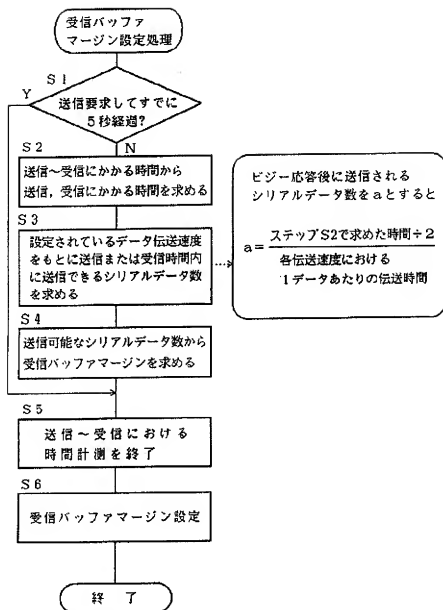 受信バッファ
マージン設定処理
S1
Y
送信要求してすでに
5秒経過?
N
S2
送信~受信にかかる時間から
送信,受信にかかる時間を求める
S3
設定されているデータ伝送速度
をもとに送信または受信時間内
に送信できるシリアルデータ数
を求める
ビジー応答後に送信される
シリアルデータ数をaとすると
a=ステップS2で求めた時間÷2
各伝送速度における
1データあたりの伝送時間
S4
送信可能なシリアルデータ数から
受信バッファマージンを求める
S5
送信~受信における
時間計測を終了
S6
受信バッファマージン設定
終了